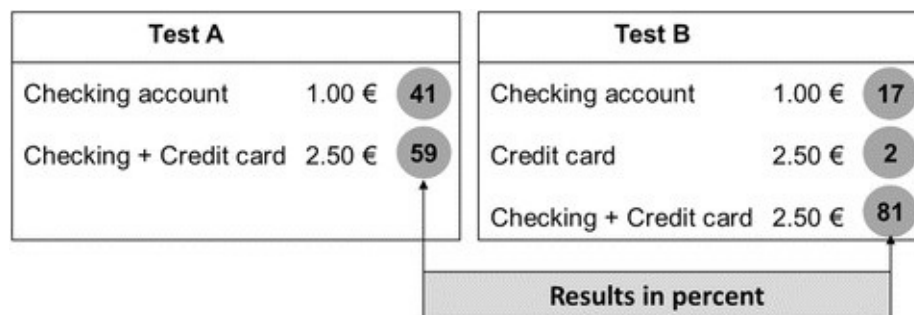 Test A
Checking account 1.00 € 41
Checking + Credit card 2.50 € 59
Test B
Checking account 1.00 € 17
Credit card 2.50 € 2
Checking + Credit card 2.50 € 81
Results in percent